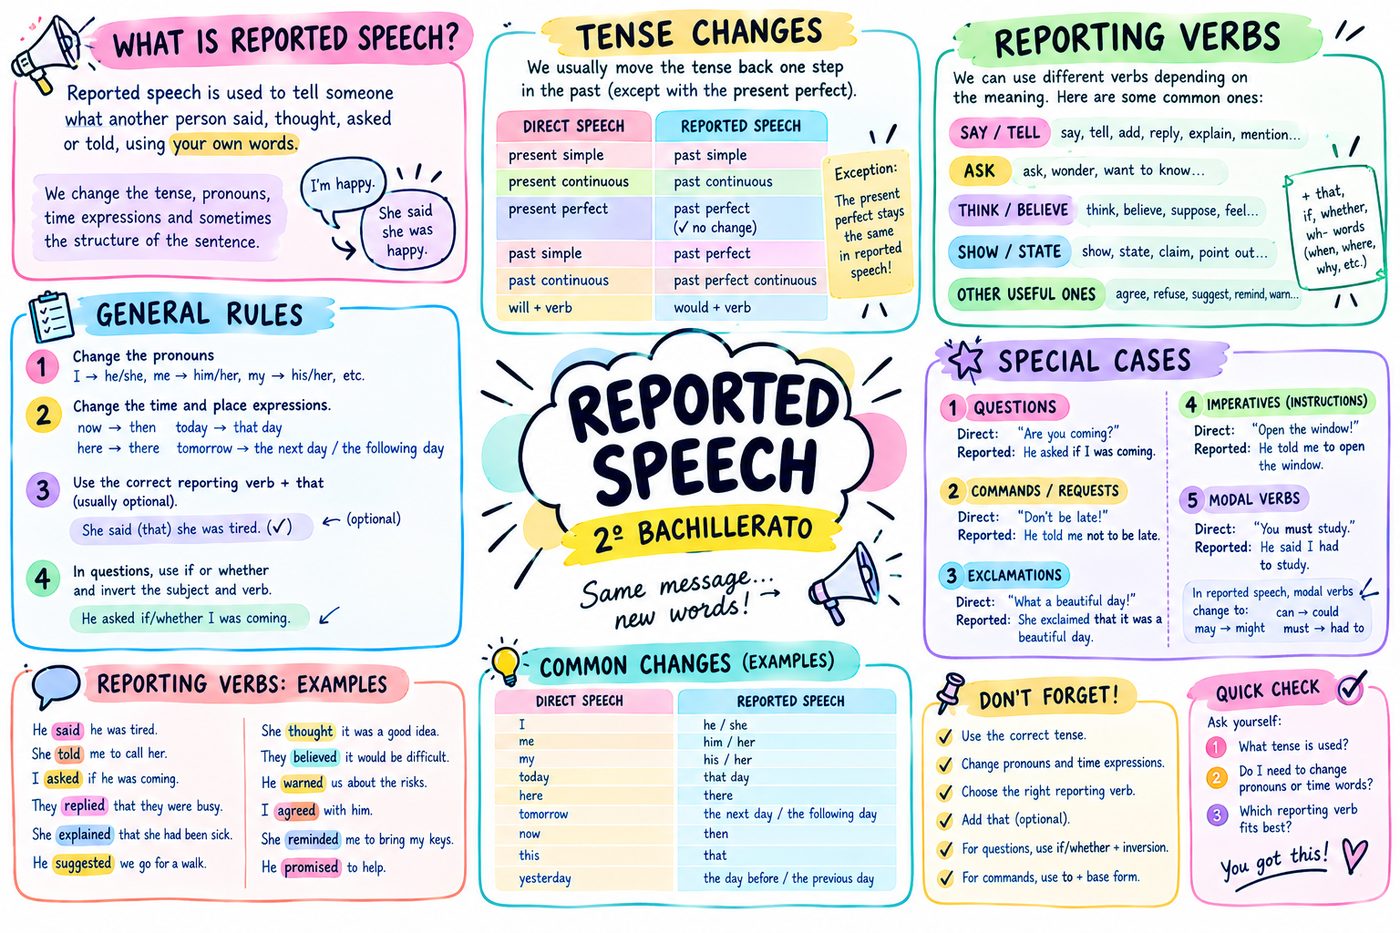 WHAT IS REPORTED SPEECH?
Reported speech is used to tell someone
what another person said, thought, asked
or told, using your own words.
We change the tense, pronouns,
time expressions and sometimes
the structure of the sentence.
I'm happy.
She said
she was
happy.
TENSE CHANGES
We usually move the tense back one step
in the past (except with the present perfect).
DIRECT SPEECH REPORTED SPEECH
present simple past simple
present continuous past continuous
present perfect past perfect
(✓ no change)
past simple past perfect
past continuous past perfect continuous
will + verb would + verb
Exception:
The present
perfect stays
the same
in reported
speech!
REPORTING VERBS
We can use different verbs depending on
the meaning. Here are some common ones:
SAY / TELL say, tell, add, reply, explain, mention...
ASK ask, wonder, want to know...
THINK / BELIEVE think, believe, suppose, feel...
SHOW / STATE show, state, claim, point out...
OTHER USEFUL ONES agree, refuse, suggest, remind, warn...
+ that,
if, whether,
wh- words
(when, where,
why, etc.)
GENERAL RULES
1 Change the pronouns
I → he/she, me → him/her, my → his/her, etc.
2 Change the time and place expressions.
now → then today → that day
here → there tomorrow → the next day / the following day
3 Use the correct reporting verb + that
(usually optional).
She said (that) she was tired. (✓) ← (optional)
4 In questions, use if or whether
and invert the subject and verb.
He asked if/whether I was coming.
REPORTED
SPEECH
2º BACHILLERATO
Same message...
new words! →
SPECIAL CASES
1 QUESTIONS
Direct: "Are you coming?"
Reported: He asked if I was coming.
2 COMMANDS / REQUESTS
Direct: "Don't be late!"
Reported: He told me not to be late.
3 EXCLAMATIONS
Direct: "What a beautiful day!"
Reported: She exclaimed that it was a
beautiful day.
4 IMPERATIVES (INSTRUCTIONS)
Direct: "Open the window!"
Reported: He told me to open
the window.
5 MODAL VERBS
Direct: "You must study."
Reported: He said I had
to study.
In reported speech, modal verbs
change to: can → could
may → might must → had to
REPORTING VERBS: EXAMPLES
He said he was tired.
She told me to call her.
I asked if he was coming.
They replied that they were busy.
She explained that she had been sick.
He suggested we go for a walk.
She thought it was a good idea.
They believed it would be difficult.
He warned us about the risks.
I agreed with him.
She reminded me to bring my keys.
He promised to help.
COMMON CHANGES (EXAMPLES)
DIRECT SPEECH REPORTED SPEECH
I he / she
me him / her
my his / her
today that day
here there
tomorrow the next day / the following day
now then
this that
yesterday the day before / the previous day
DON'T FORGET!
✓ Use the correct tense.
✓ Change pronouns and time expressions.
✓ Choose the right reporting verb.
✓ Add that (optional).
✓ For questions, use if/whether + inversion.
✓ For commands, use to + base form.
QUICK CHECK
Ask yourself:
1 What tense is used?
2 Do I need to change
pronouns or time words?
3 Which reporting verb
fits best?
You got this!